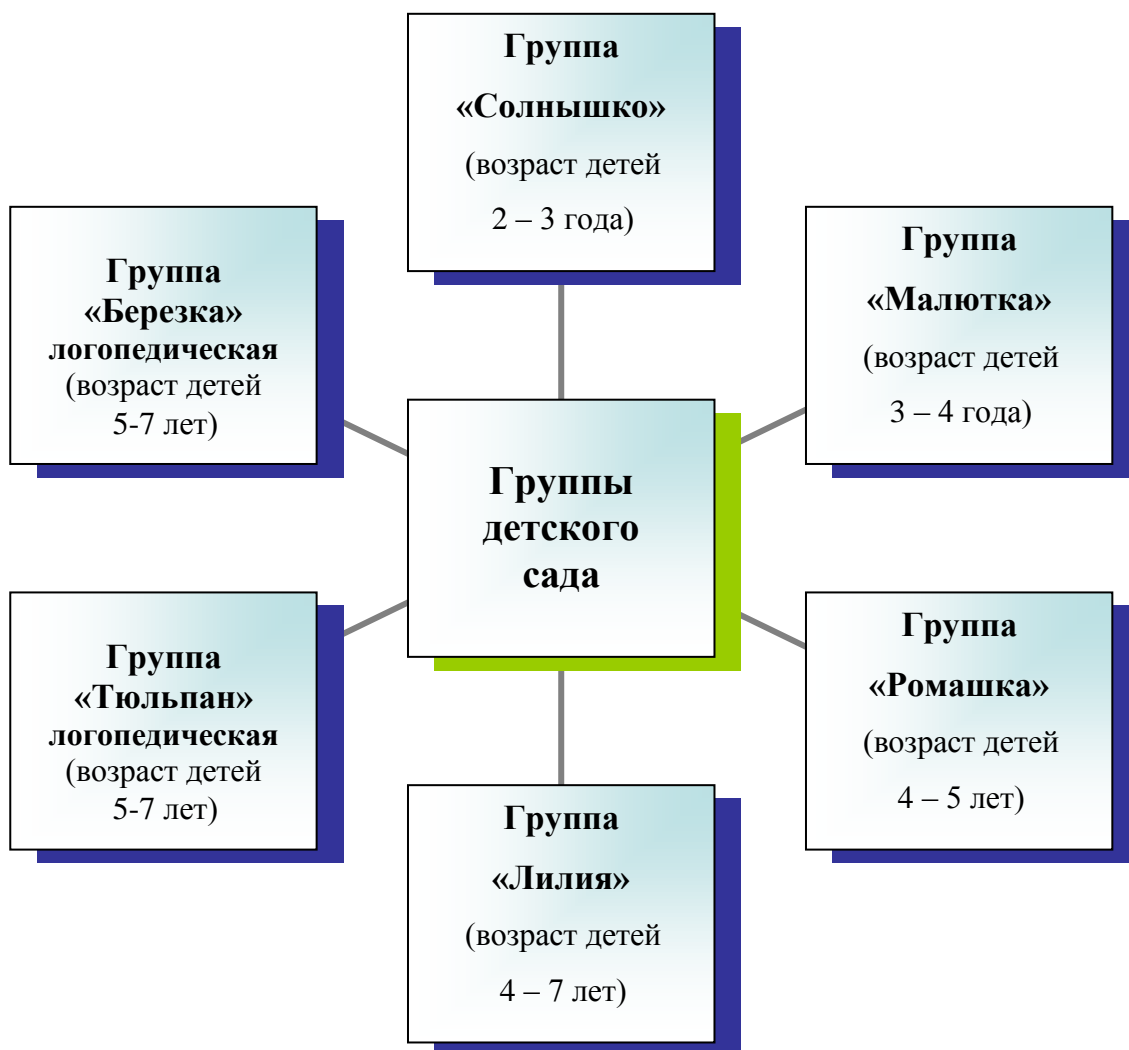 Группа
«Солнышко»
(возраст детей
2 – 3 года)
Группа
«Малютка»
(возраст детей
3 – 4 года)
Группа
«Березка»
логопедическая
(возраст детей
5-7 лет)
Группы
детского
сада
Группа
«Ромашка»
(возраст детей
4 – 5 лет)
Группа
«Тюльпан»
логопедическая
(возраст детей
5-7 лет)
Группа
«Лилия»
(возраст детей
4 – 7 лет)